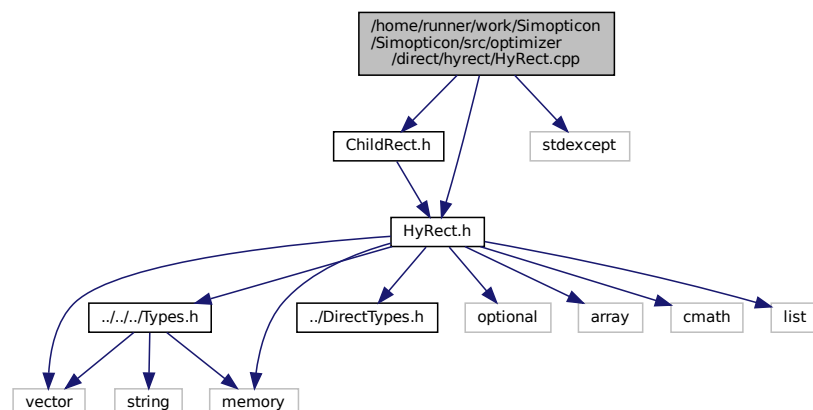 /home/runner/work/Simopticon
/Simopticon/src/optimizer
/direct/hyrect/HyRect.cpp
ChildRect.h
stdexcept
HyRect.h
../../../Types.h
../DirectTypes.h
optional
array
cmath
list
vector
string
memory